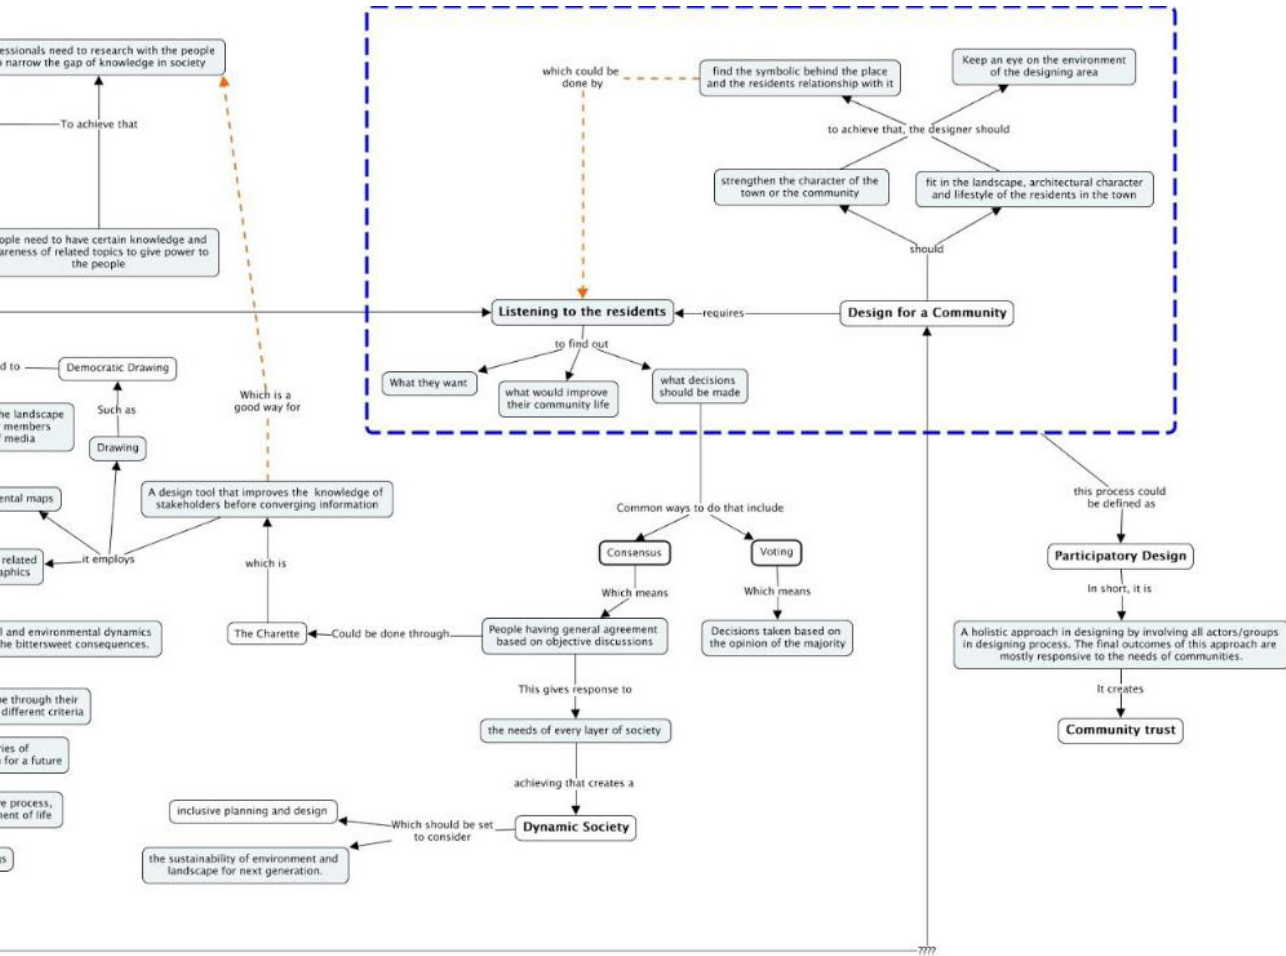 essionals need to research with the people
narrow the gap of knowledge in society
To achieve that
ople need to have certain knowledge and
areness of related topics to give power to
the people
which could be
done by
find the symbolic behind the place
and the residents relationship with it
Keep an eye on the environment
of the designing area
to achieve that, the designer should
strengthen the character of the
town or the community
fit in the landscape, architectural character
and lifestyle of the residents in the town
should
Listening to the residents
requires
Design for a Community
to find out
What they want
what would improve
their community life
what decisions
should be made
d to
Democratic Drawing
Such as
he landscape
members
media
Drawing
Which is a
good way for
ental maps
A design tool that improves the knowledge of
stakeholders before converging information
it employs
related
aphics
which is
Common ways to do that include
Consensus
Voting
Which means
Which means
The Charette
Could be done through
People having general agreement
based on objective discussions
Decisions taken based on
the opinion of the majority
l and environmental dynamics
he bittersweet consequences.
This gives response to
the needs of every layer of society
achieving that creates a
Dynamic Society
Which should be set
to consider
inclusive planning and design
the sustainability of environment and
landscape for next generation.
e through their
different criteria
ies of
for a future
e process,
ent of life
s
this process could
be defined as
Participatory Design
In short, it is
A holistic approach in designing by involving all actors/groups
in designing process. The final outcomes of this approach are
mostly responsive to the needs of communities.
It creates
Community trust
????